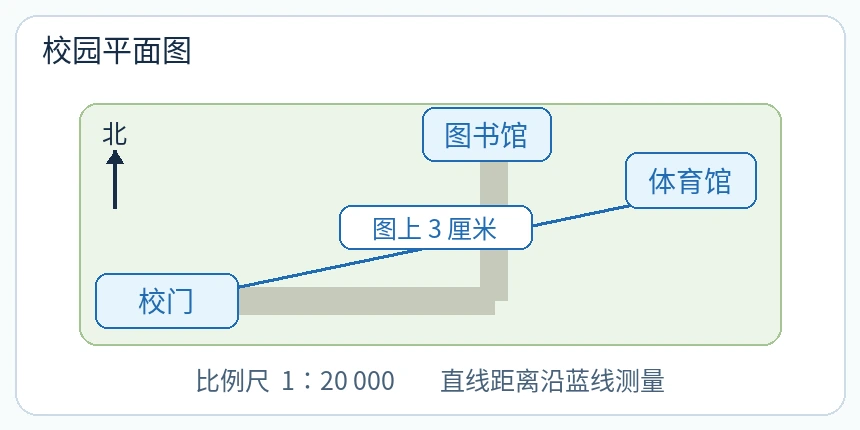 校园平面图
北
图书馆
体育馆
图上 3 厘米
校门
比例尺 1：20 000 直线距离沿蓝线测量